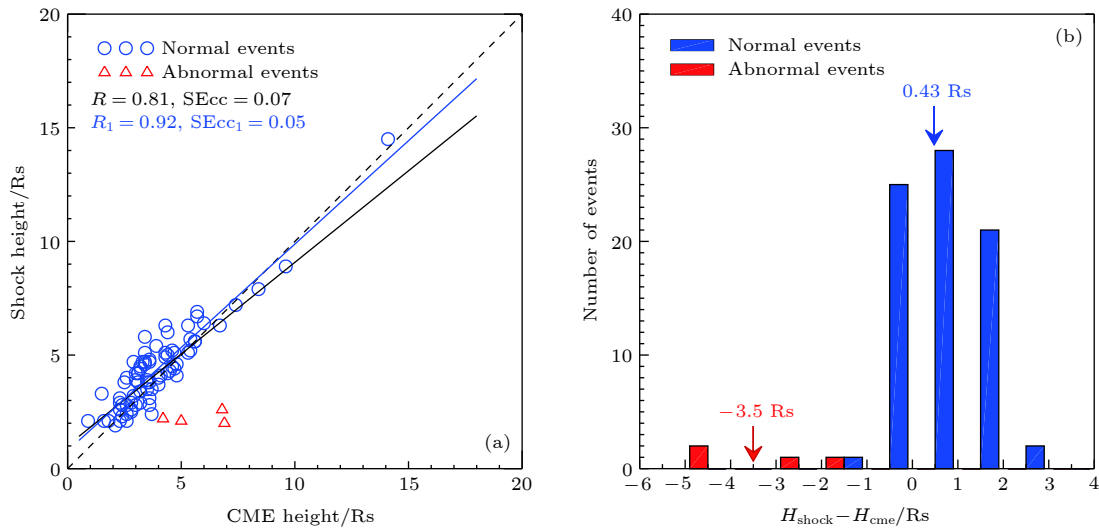 20
15
10
5
0
Shock height/Rs
Normal events
Abnormal events
R = 0.81, SEcc = 0.07
R₁ = 0.92, SEcc₁ = 0.05
(a)
0 5 10 15 20
CME height/Rs
40
30
20
10
0
Number of events
(b)
Normal events
Abnormal events
0.43 Rs
−3.5 Rs
−6 −5 −4 −3 −2 −1 0 1 2 3 4
Hshock−Hcme/Rs